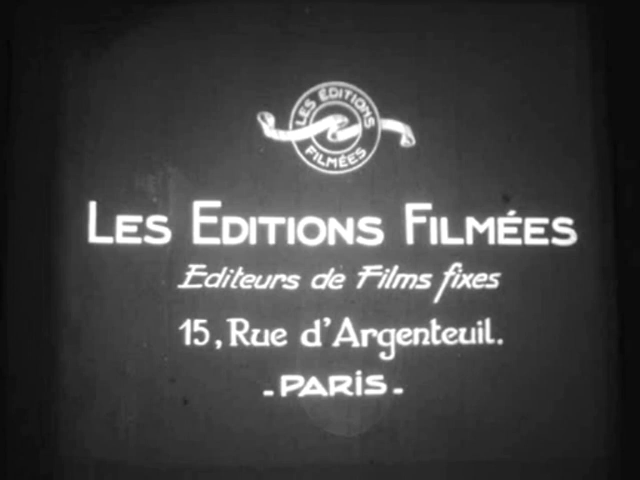 LES ÉDITIONS
FILMÉES
LES EDITIONS FILMÉES
Editeurs de Films fixes
15, Rue d'Argenteuil.
- PARIS -